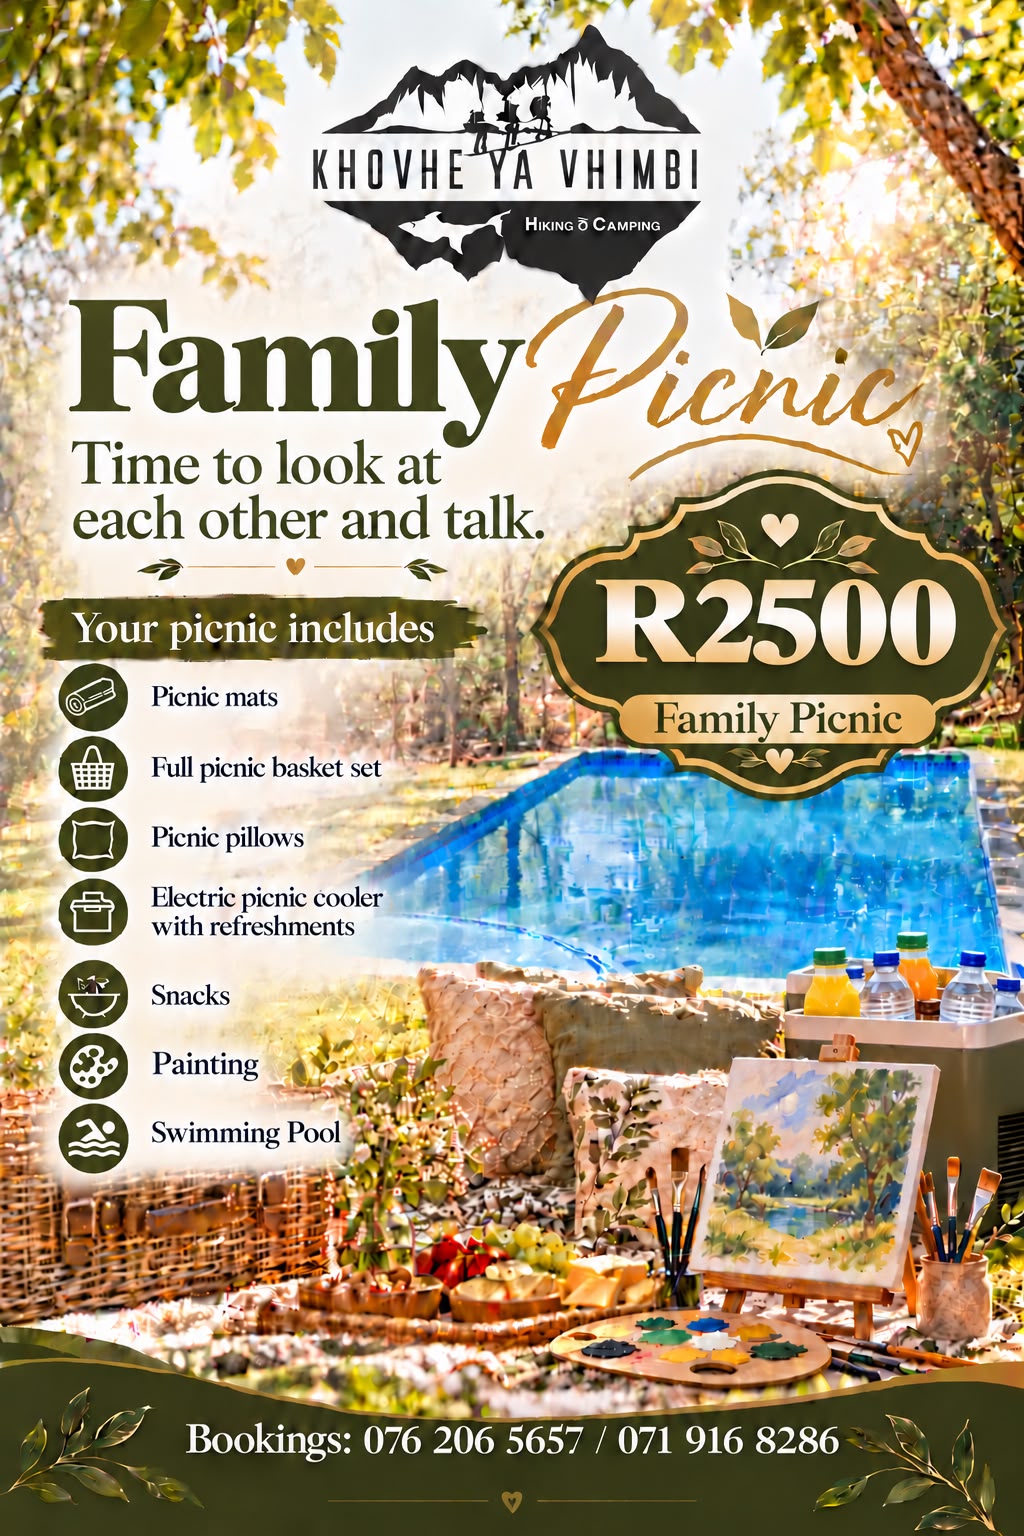 KHOVHE YA VHIMBI
HIKING & CAMPING
Family Picnic
Time to look at
each other and talk.
R2500
Family Picnic
Your picnic includes
Picnic mats
Full picnic basket set
Picnic pillows
Electric picnic cooler
with refreshments
Snacks
Painting
Swimming Pool
Bookings: 076 206 5657 / 071 916 8286